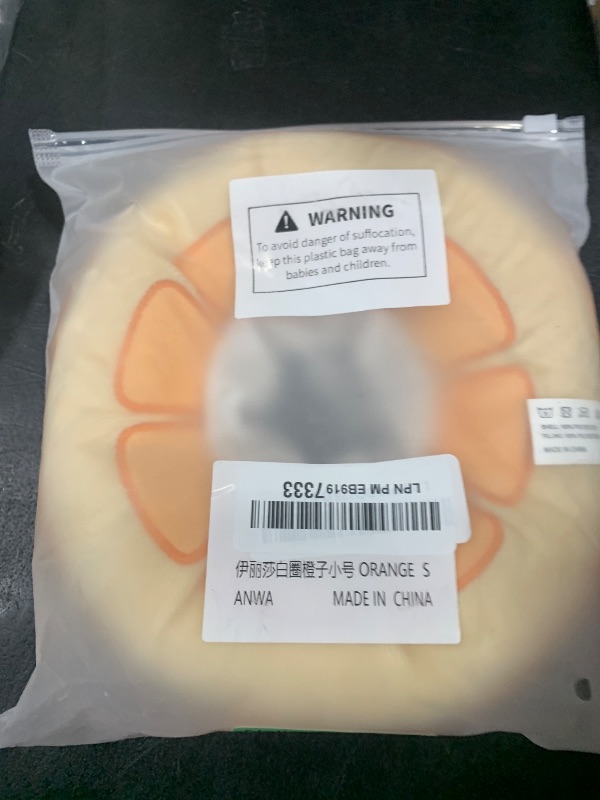 WARNING
To avoid danger of suffocation,
keep this plastic bag away from
babies and children.
LPN PM EB919 7333
伊丽莎白圈橙子小号 ORANGE S
ANWA MADE IN CHINA